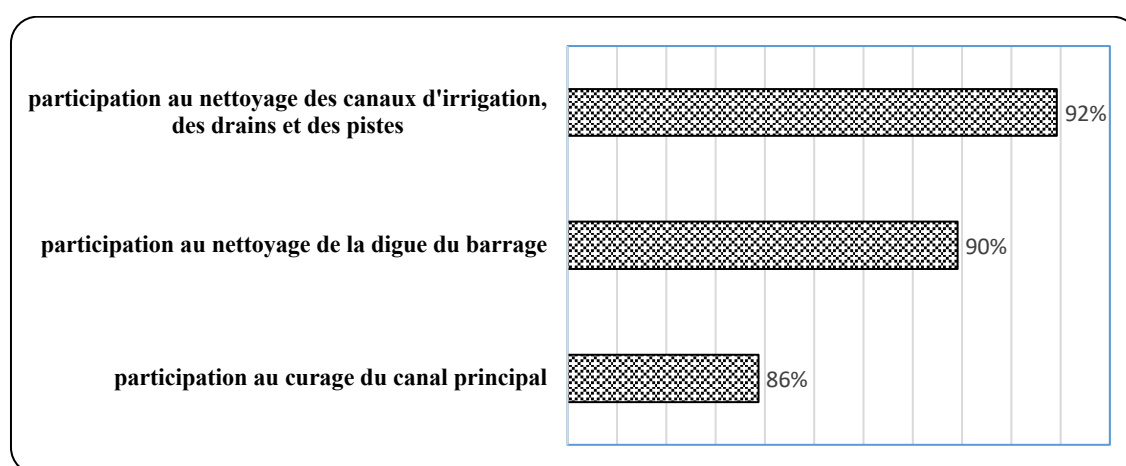 participation au nettoyage des canaux d'irrigation,
des drains et des pistes
92%
participation au nettoyage de la digue du barrage
90%
participation au curage du canal principal
86%